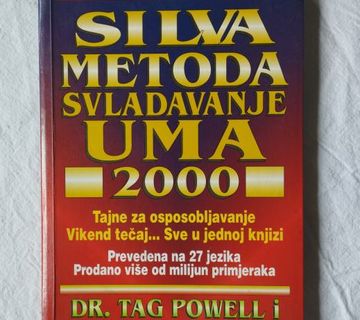 SILVA
METODA
SVLADAVANJE
UMA
2000
Tajne za osposobljavanje
Vikend tečaj... Sve u jednoj knjizi
Prevedena na 27 jezika
Prodano više od milijun primjeraka
DR. TAG POWELL i